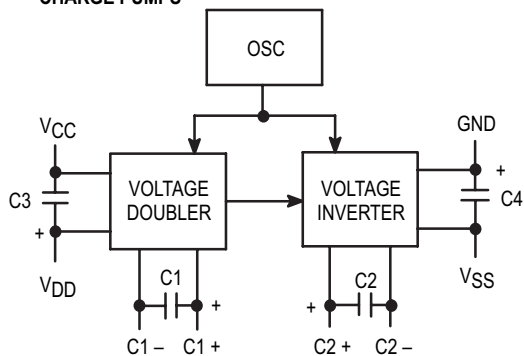 CHARGE PUMPS
OSC
VCC
GND
+
C3
VOLTAGE
DOUBLER
VOLTAGE
INVERTER
C4
+
VDD
VSS
C1
+
C2
+
C1 –
C1 +
C2 +
C2 –